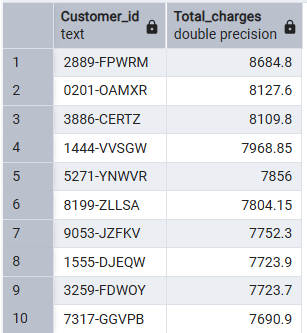 Customer_id Total_charges
text double precision
1 2889-FPWRM 8684.8
2 0201-OAMXR 8127.6
3 3886-CERTZ 8109.8
4 1444-VVSGW 7968.85
5 5271-YNWVR 7856
6 8199-ZLLSA 7804.15
7 9053-JZFKV 7752.3
8 1555-DJEQW 7723.9
9 3259-FDWOY 7723.7
10 7317-GGVPB 7690.9